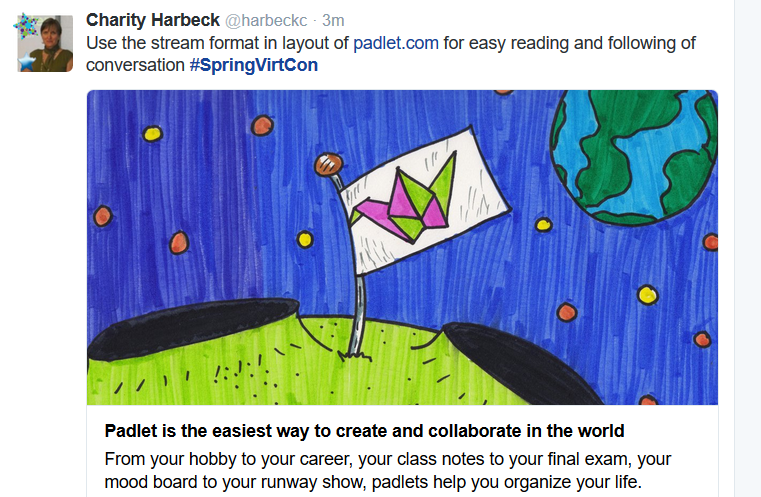 Charity Harbeck @harbeckc · 3m
Use the stream format in layout of padlet.com for easy reading and following of
conversation #SpringVirtCon
Padlet is the easiest way to create and collaborate in the world
From your hobby to your career, your class notes to your final exam, your
mood board to your runway show, padlets help you organize your life.